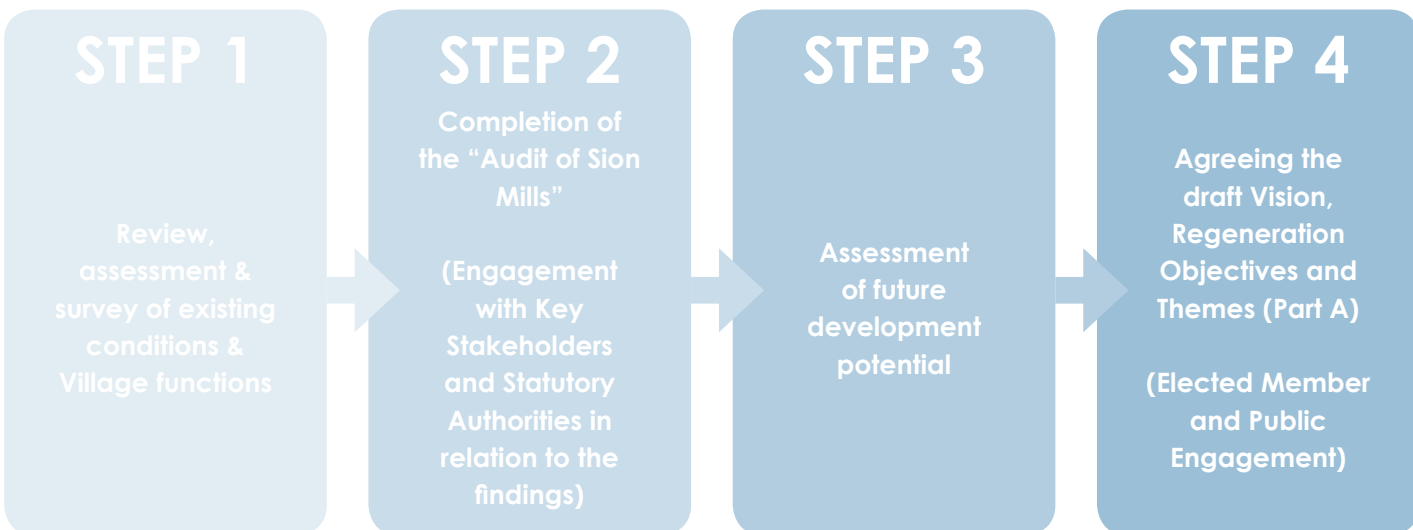 STEP 1
Review,
assessment &
survey of existing
conditions &
Village functions
STEP 2
Completion of
the “Audit of Sion
Mills”
(Engagement
with Key
Stakeholders
and Statutory
Authorities in
relation to the
findings)
STEP 3
Assessment
of future
development
potential
STEP 4
Agreeing the
draft Vision,
Regeneration
Objectives and
Themes (Part A)
(Elected Member
and Public
Engagement)